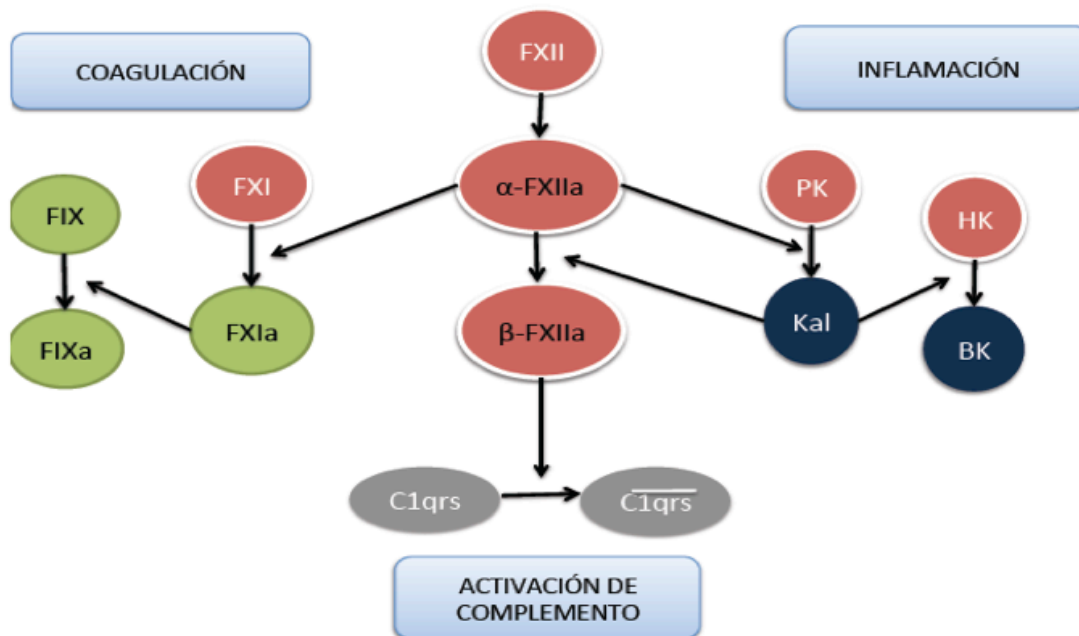 FXII
COAGULACIÓN
INFLAMACIÓN
FXI
α-FXIIa
PK
FIX
HK
FIXa
FXIa
β-FXIIa
Kal
BK
C1qrs
C1qrs
ACTIVACIÓN DE
COMPLEMENTO